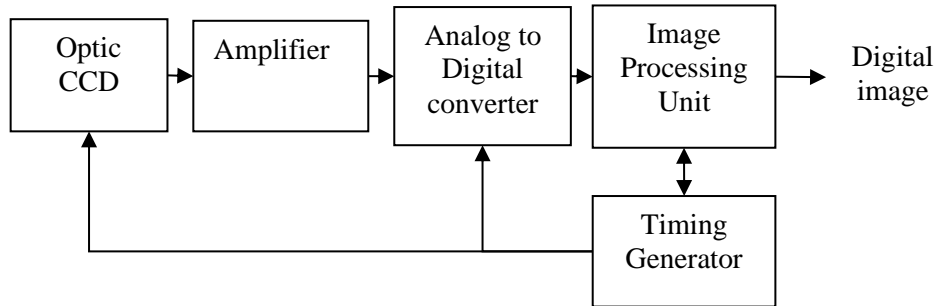 Optic
CCD
Amplifier
Analog to
Digital
converter
Image
Processing
Unit
Digital
image
Timing
Generator